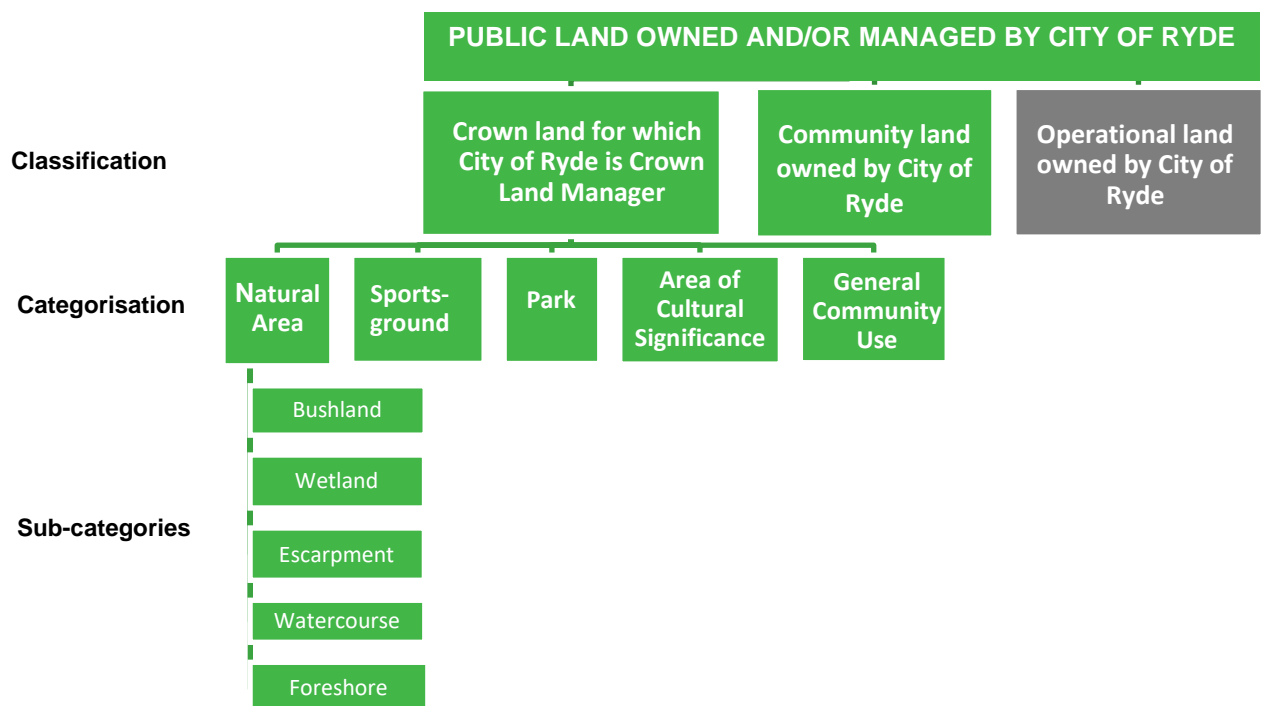 PUBLIC LAND OWNED AND/OR MANAGED BY CITY OF RYDE
Classification
Crown land for which
City of Ryde is Crown
Land Manager
Community land
owned by City of
Ryde
Operational land
owned by City of
Ryde
Categorisation
Natural
Area
Sports-
ground
Park
Area of
Cultural
Significance
General
Community
Use
Sub-categories
Bushland
Wetland
Escarpment
Watercourse
Foreshore